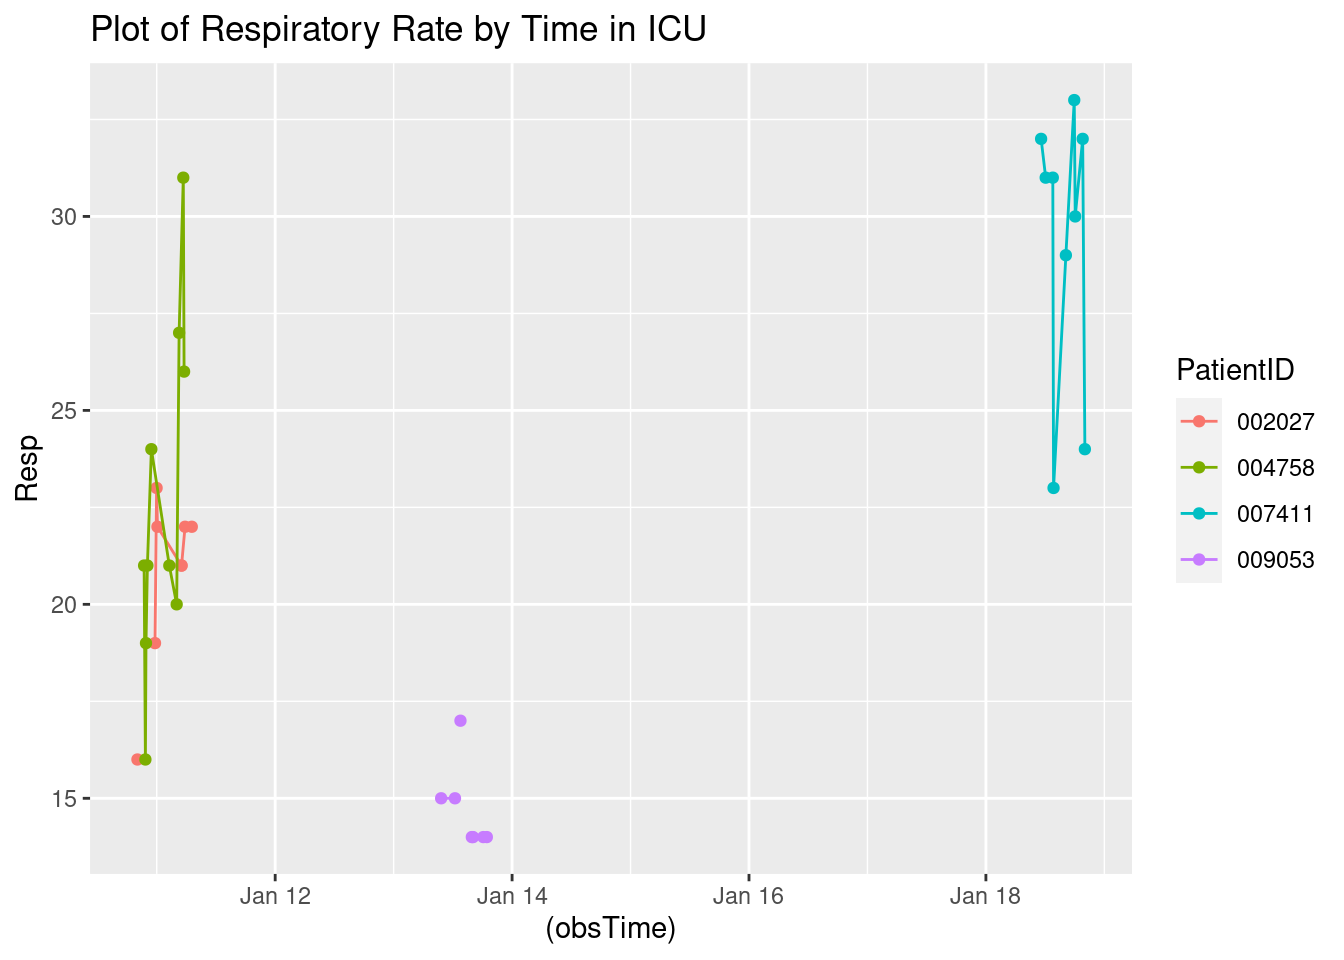 Plot of Respiratory Rate by Time in ICU
30
25
20
15
Resp
Jan 12
Jan 14
Jan 16
Jan 18
(obsTime)
PatientID
002027
004758
007411
009053